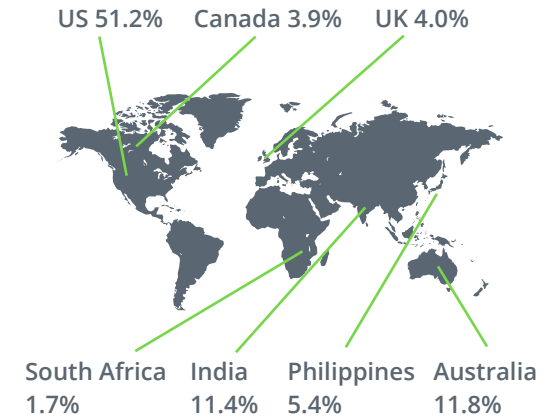 US 51.2% Canada 3.9% UK 4.0%
South Africa India Philippines Australia
1.7% 11.4% 5.4% 11.8%